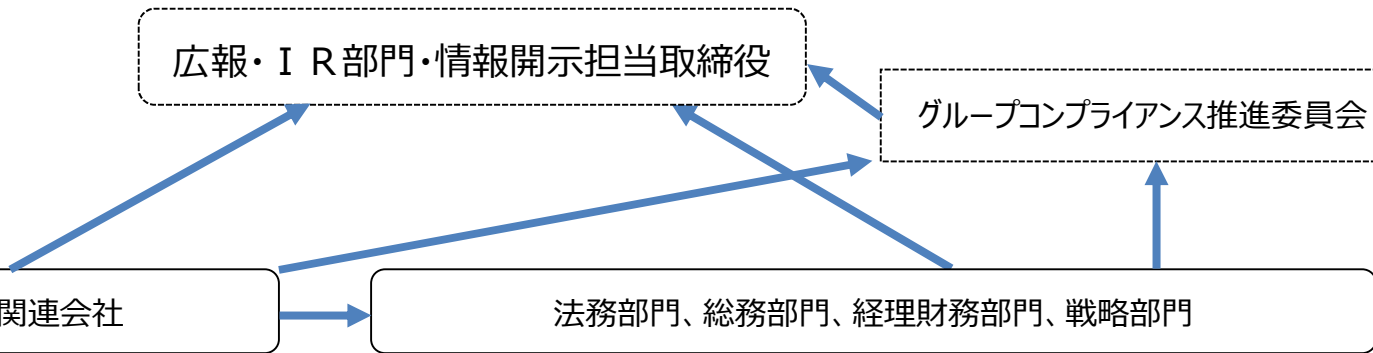 広報・ＩＲ部門・情報開示担当取締役
グループコンプライアンス推進委員会
関連会社
法務部門、総務部門、経理財務部門、戦略部門